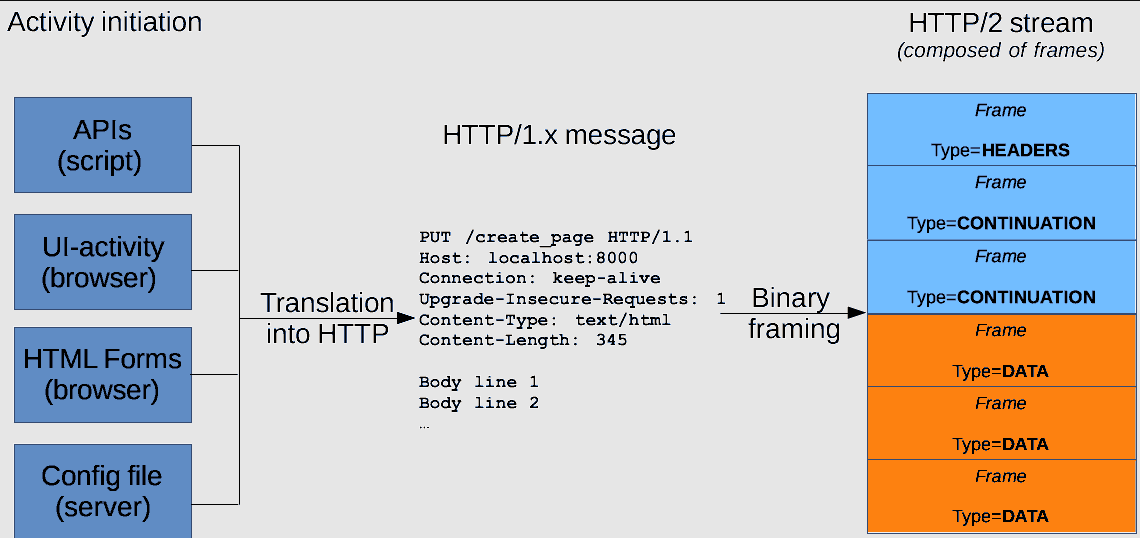 Activity initiation
APIs
(script)
UI-activity
(browser)
HTML Forms
(browser)
Config file
(server)
Translation
into HTTP
HTTP/1.x message
PUT /create_page HTTP/1.1
Host: localhost:8000
Connection: keep-alive
Upgrade-Insecure-Requests: 1
Content-Type: text/html
Content-Length: 345
Body line 1
Body line 2
…
Binary
framing
HTTP/2 stream
(composed of frames)
Frame
Type=HEADERS
Frame
Type=CONTINUATION
Frame
Type=CONTINUATION
Frame
Type=DATA
Frame
Type=DATA
Frame
Type=DATA